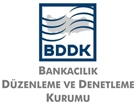 BDDK
BANKACILIK
DÜZENLEME VE DENETLEME
KURUMU